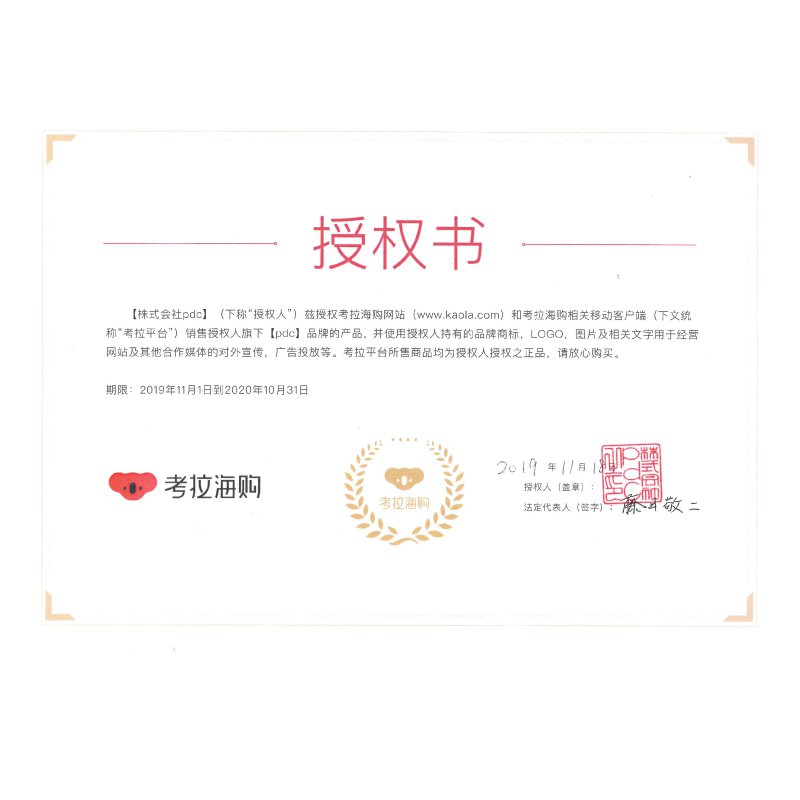 授权书
【株式会社pdc】（下称“授权人”）兹授权考拉海购网站（www.kaola.com）和考拉海购相关移动客户端（下文统
称“考拉平台”）销售授权人旗下【pdc】品牌的产品，并使用授权人持有的品牌商标，LOGO，图片及相关文字用于经营
网站及其他合作媒体的对外宣传，广告投放等。考拉平台所售商品均为授权人授权之正品，请放心购买。
期限：2019年11月1日到2020年10月31日
考拉海购
考拉海购
2019 年 11 月 18日
授权人（盖章）：
株式会社
法定代表人（签字）：藤井敬二